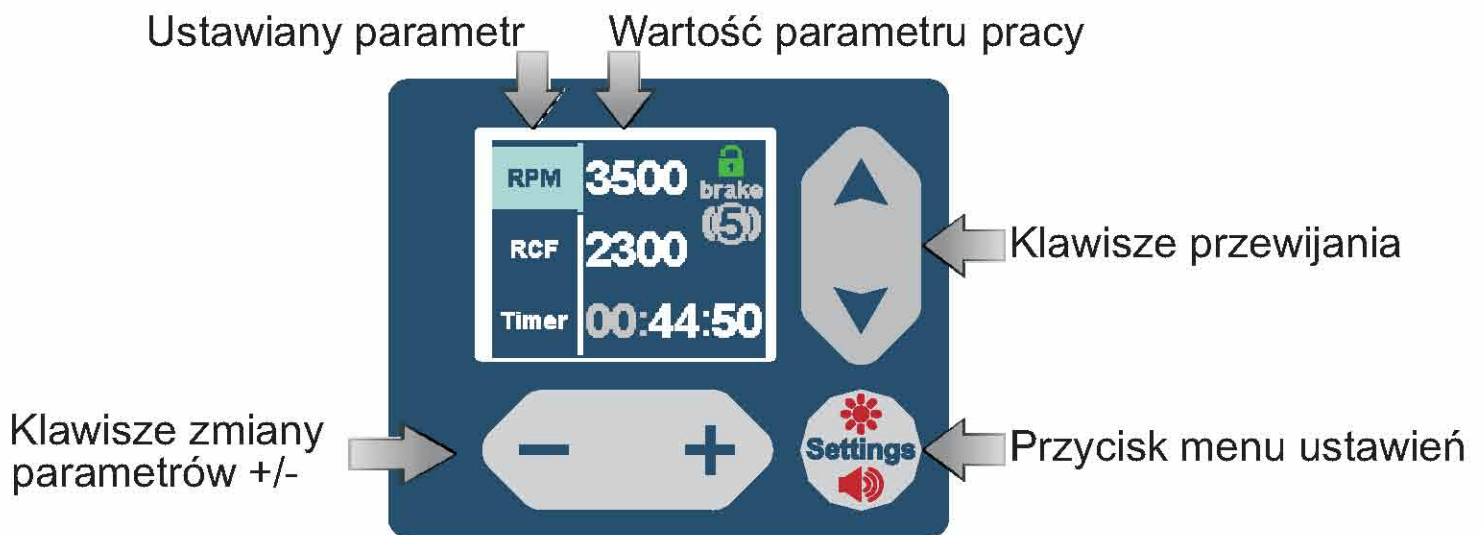 Ustawiany parametr
Wartość parametru pracy
RPM 3500
brake
((5))
RCF 2300
Timer 00:44:50
Klawisze przewijania
Klawisze zmiany
parametrów +/-
- +
Settings
Przycisk menu ustawień